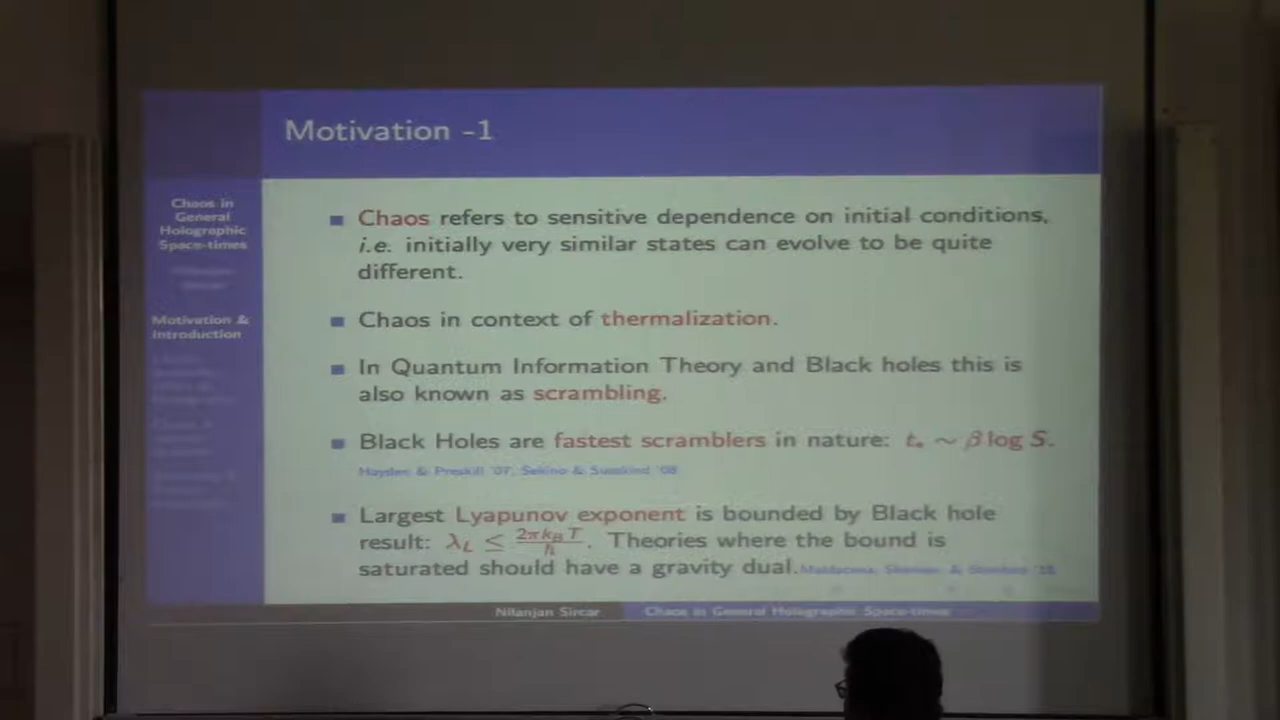 Motivation -1
Chaos in
General
Holographic
Space-times
Motivation &
Introduction
■ Chaos refers to sensitive dependence on initial conditions,
i.e. initially very similar states can evolve to be quite
different.
■ Chaos in context of thermalization.
■ In Quantum Information Theory and Black holes this is
also known as scrambling.
■ Black Holes are fastest scramblers in nature: t* ∼ β log S.
Hayden & Preskill '07, Sekino & Susskind '08
■ Largest Lyapunov exponent is bounded by Black hole
result: λ_L ≤ 2πk_BT/ℏ. Theories where the bound is
saturated should have a gravity dual. Maldacena, Shenker, & Stanford '15
Nilanjan Sircar Chaos in General Holographic Space-times